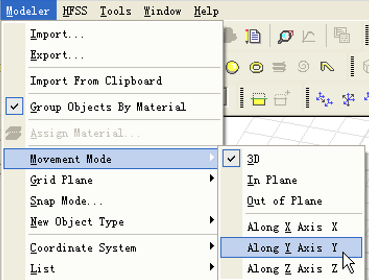 Modeler HFSS Tools Window Help
Import...
Export...
Import From Clipboard
Group Objects By Material
Assign Material...
Movement Mode
Grid Plane
Snap Mode...
New Object Type
Coordinate System
List
3D
In Plane
Out of Plane
Along X Axis X
Along Y Axis Y
Along Z Axis Z